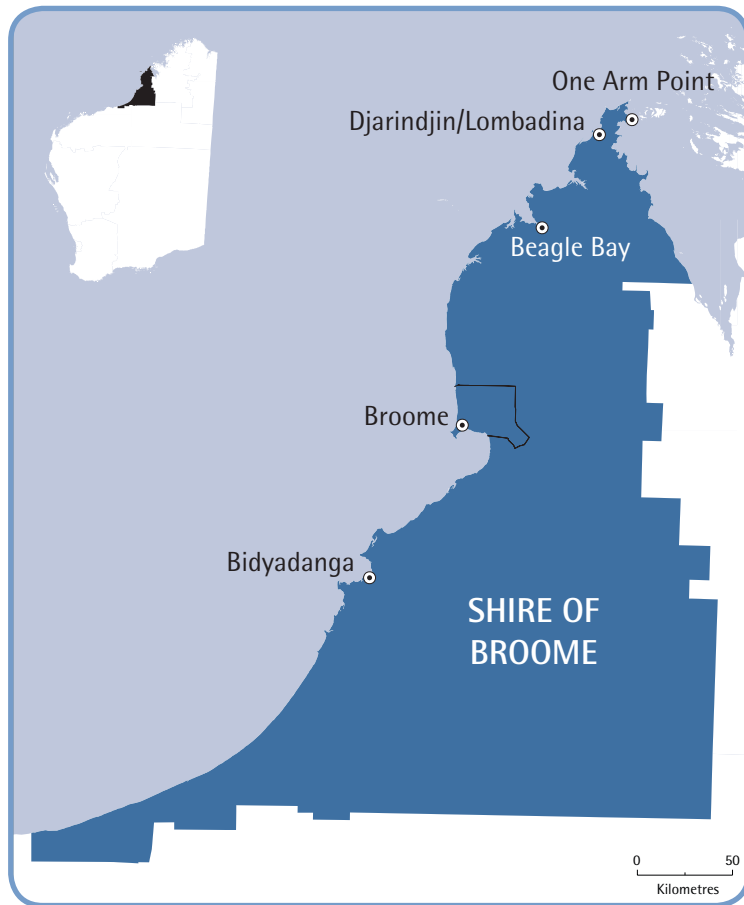 One Arm Point
Djarindjin/Lombadina
Beagle Bay
Broome
Bidyadanga
SHIRE OF
BROOME
0 50
Kilometres